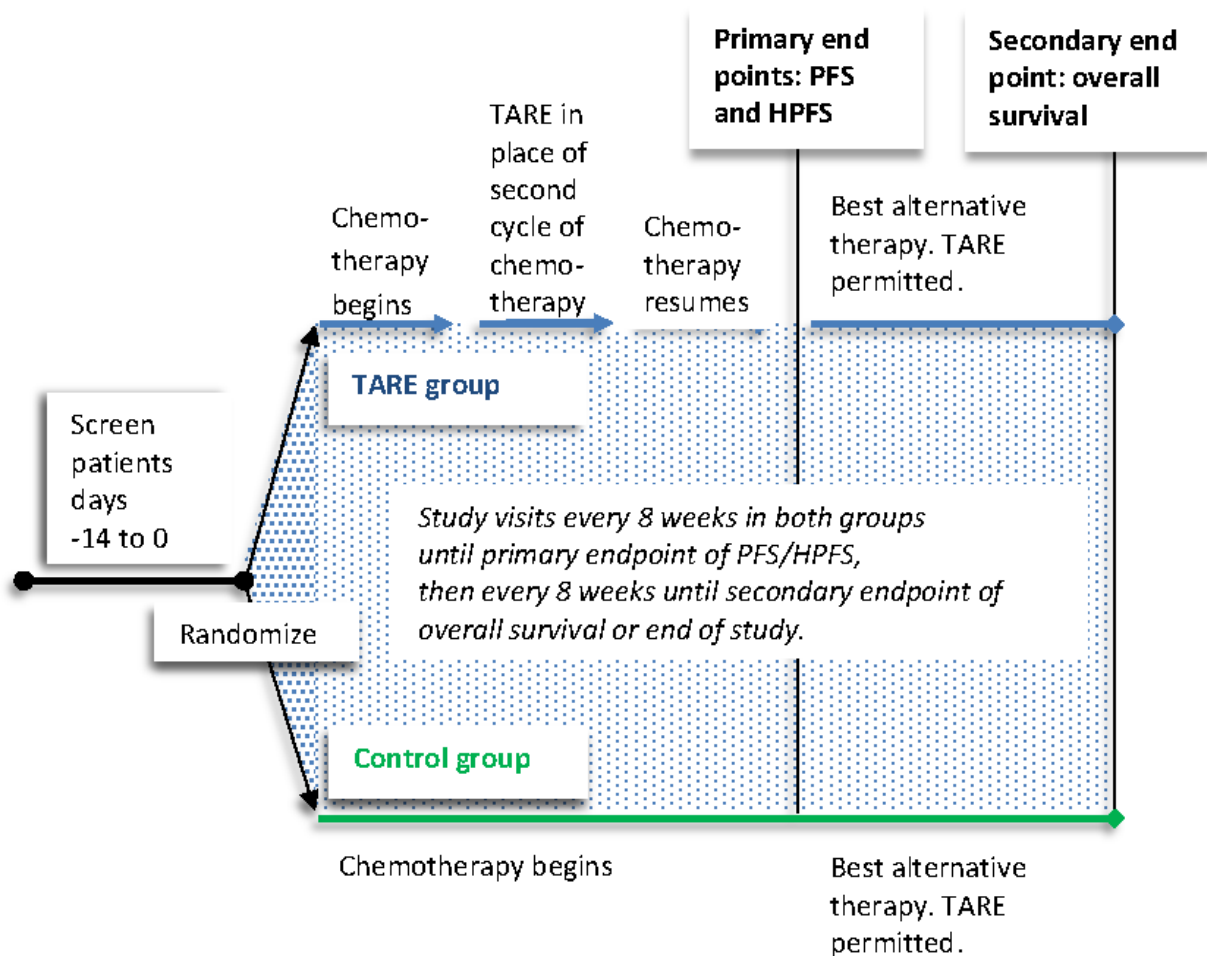 Primary end
points: PFS
and HPFS
Secondary end
point: overall
survival
TARE in
place of
second
cycle of
chemo-
therapy
Chemo-
therapy
begins
Chemo-
therapy
resumes
Best alternative
therapy. TARE
permitted.
TARE group
Screen
patients
days
-14 to 0
Study visits every 8 weeks in both groups
until primary endpoint of PFS/HPFS,
then every 8 weeks until secondary endpoint of
overall survival or end of study.
Randomize
Control group
Chemotherapy begins
Best alternative
therapy. TARE
permitted.